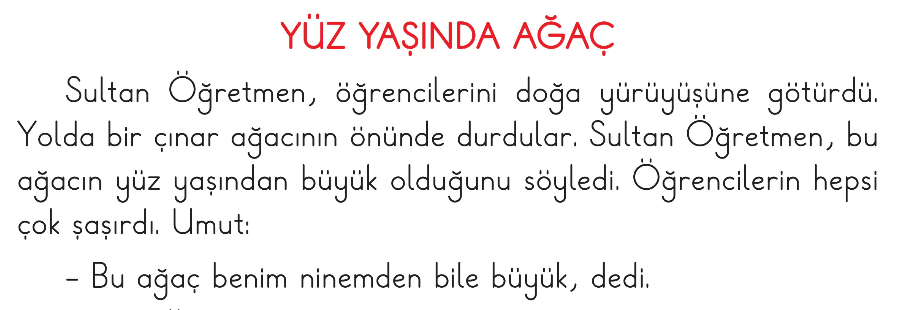 YÜZ YAŞINDA AĞAÇ
Sultan Öğretmen, öğrencilerini doğa yürüyüşüne götürdü.
Yolda bir çınar ağacının önünde durdular. Sultan Öğretmen, bu
ağacın yüz yaşından büyük olduğunu söyledi. Öğrencilerin hepsi
çok şaşırdı. Umut:
– Bu ağaç benim ninemden bile büyük, dedi.